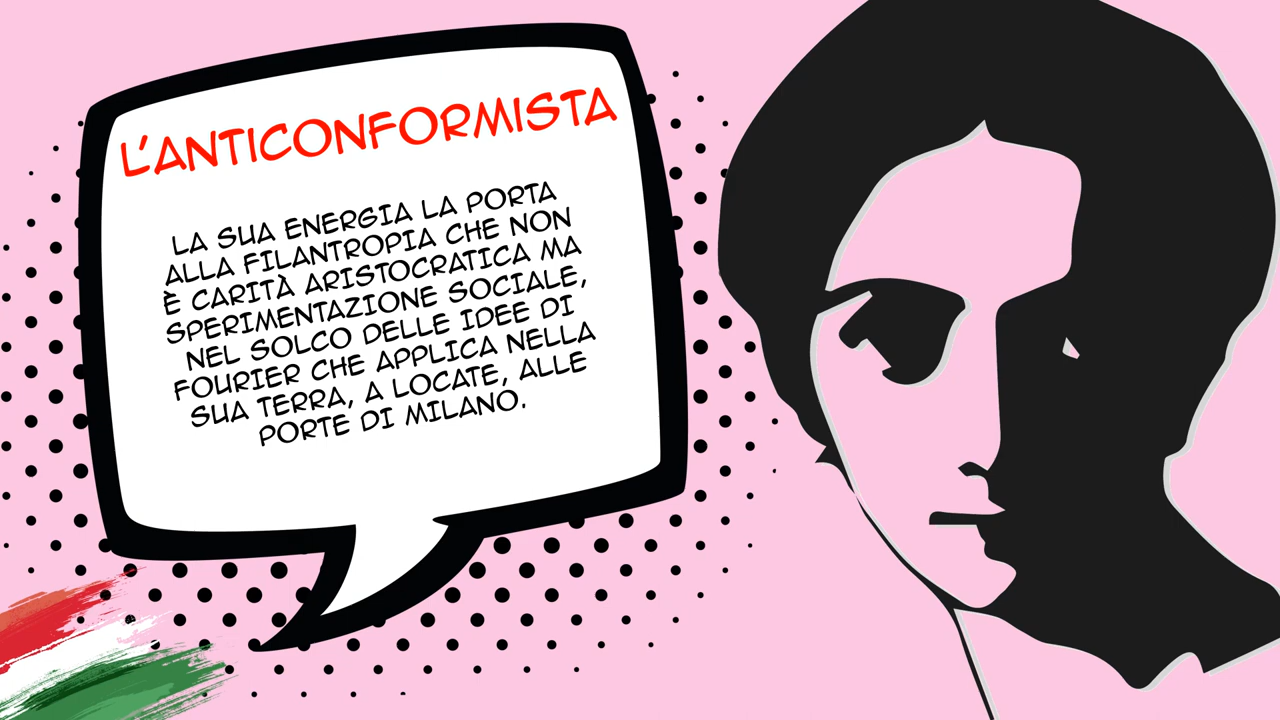 L'ANTICONFORMISTA
LA SUA ENERGIA LA PORTA
ALLA FILANTROPIA CHE NON
È CARITÀ ARISTOCRATICA MA
SPERIMENTAZIONE SOCIALE,
NEL SOLCO DELLE IDEE DI
FOURIER CHE APPLICA NELLA
SUA TERRA, A LOCATE, ALLE
PORTE DI MILANO.